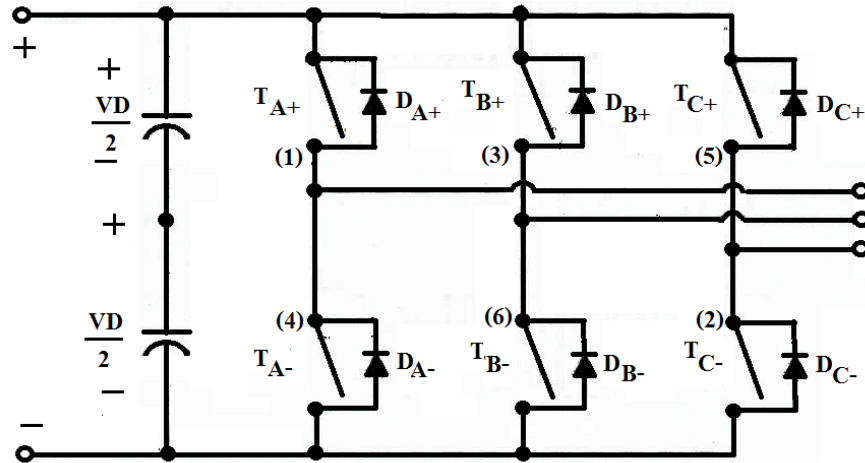 +
+
VD
2
−
T A+
D A+
T B+
D B+
T C+
D C+
(1)
(3)
(5)
+
VD
2
−
(4)
(6)
(2)
T A-
D A-
T B-
D B-
T C-
D C-
−